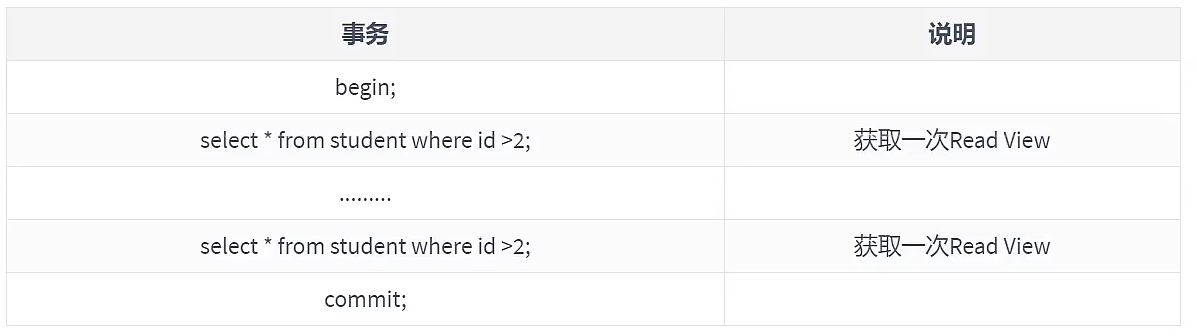 事务 说明
begin;
select * from student where id >2; 获取一次Read View
.........
select * from student where id >2; 获取一次Read View
commit;